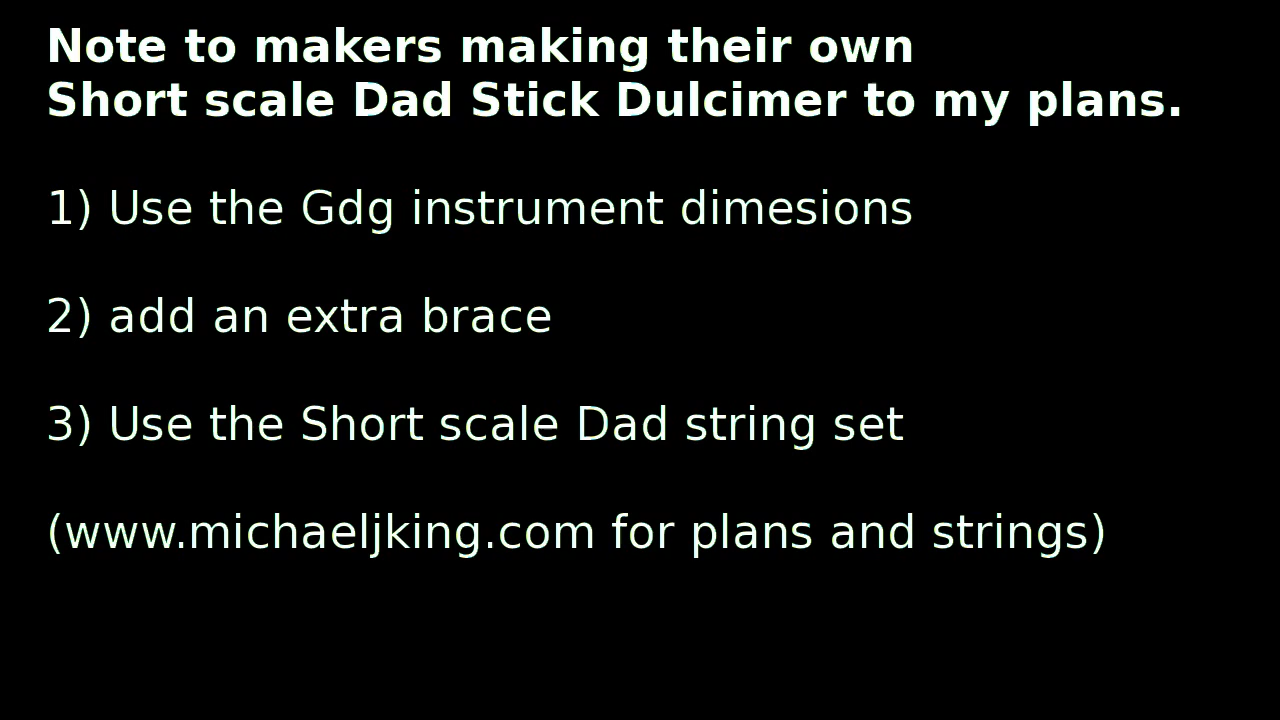 Note to makers making their own
Short scale Dad Stick Dulcimer to my plans.
1) Use the Gdg instrument dimesions
2) add an extra brace
3) Use the Short scale Dad string set
(www.michaeljking.com for plans and strings)